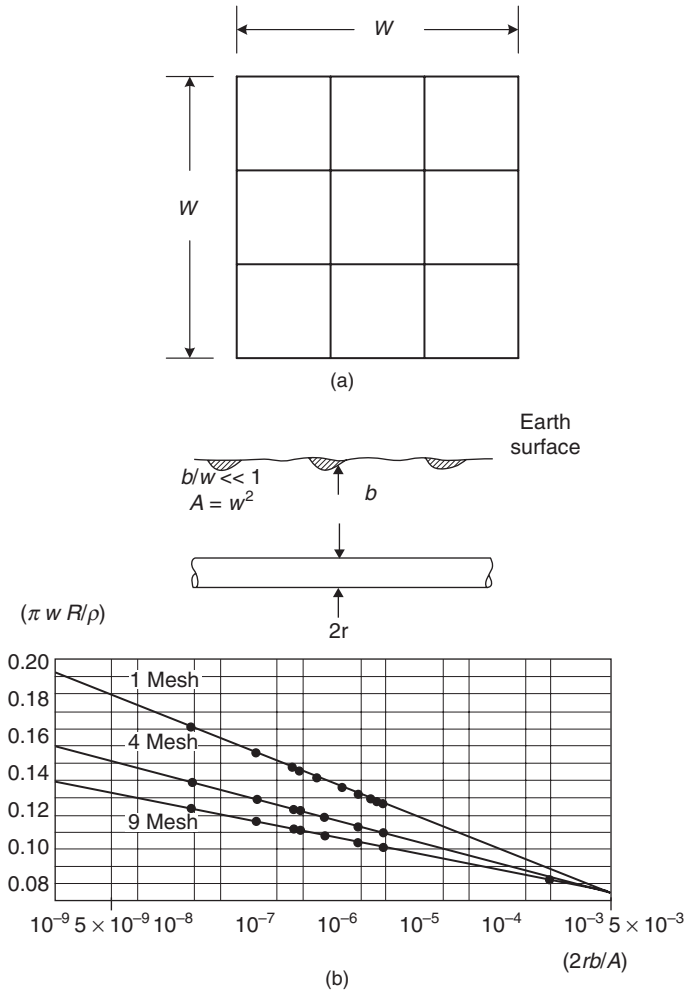 W
W
(a)
Earth
surface
b/w << 1
A = w²
b
2r
(π w R/ρ)
0.20
0.18
0.16
0.14
0.12
0.10
0.08
1 Mesh
4 Mesh
9 Mesh
10⁻⁹ 5 × 10⁻⁹ 10⁻⁸ 10⁻⁷ 10⁻⁶ 10⁻⁵ 10⁻⁴ 10⁻³ 5 × 10⁻³
(2rb/A)
(b)